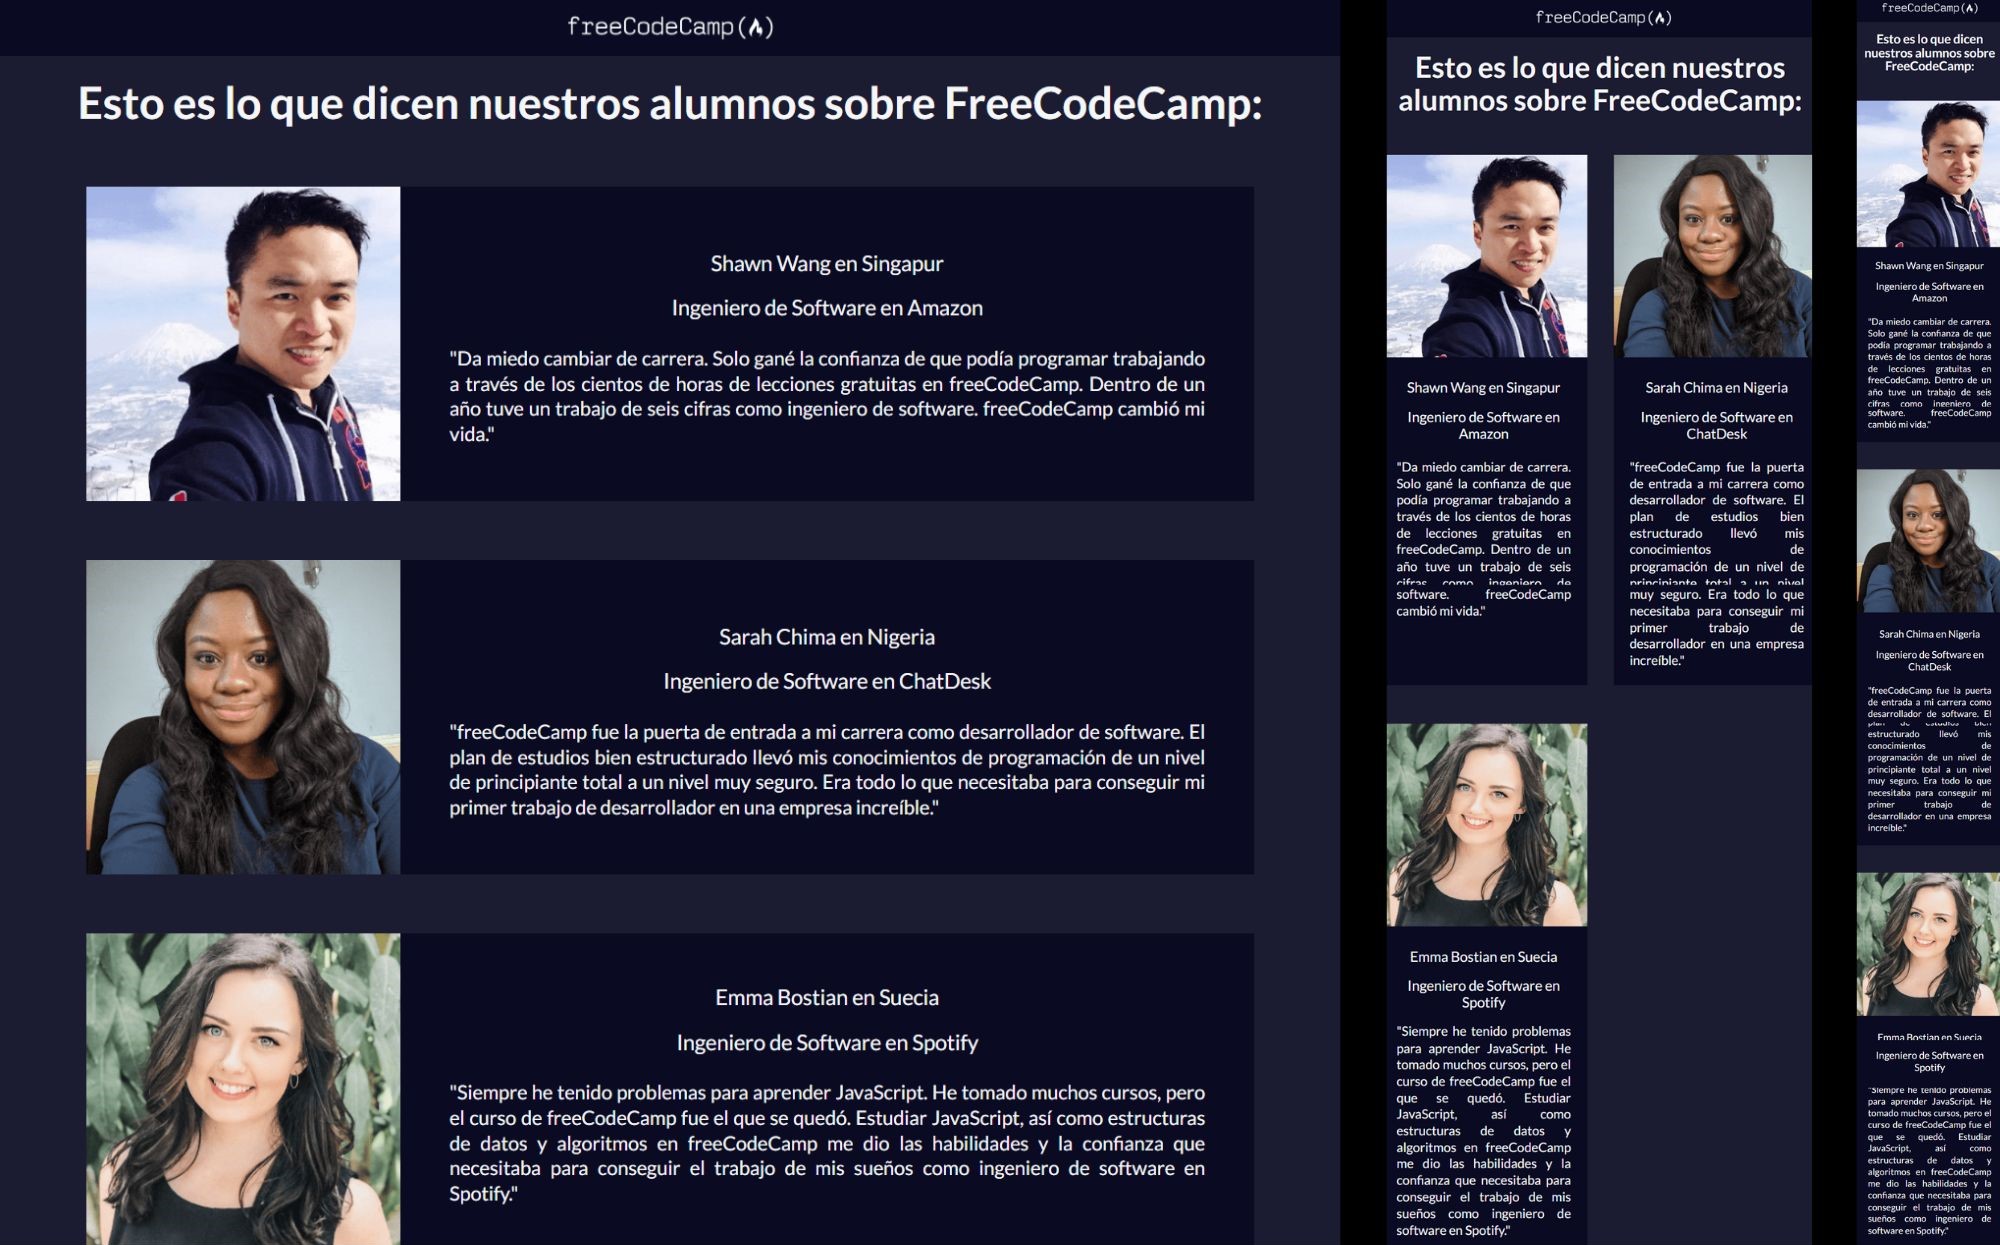 freeCodeCamp(🔥)
Esto es lo que dicen nuestros alumnos sobre FreeCodeCamp:
Shawn Wang en Singapur
Ingeniero de Software en Amazon
"Da miedo cambiar de carrera. Solo gané la confianza de que podía programar trabajando
a través de los cientos de horas de lecciones gratuitas en freeCodeCamp. Dentro de un
año tuve un trabajo de seis cifras como ingeniero de software. freeCodeCamp cambió mi
vida."
Sarah Chima en Nigeria
Ingeniero de Software en ChatDesk
"freeCodeCamp fue la puerta de entrada a mi carrera como desarrollador de software. El
plan de estudios bien estructurado llevó mis conocimientos de programación de un nivel
de principiante total a un nivel muy seguro. Era todo lo que necesitaba para conseguir mi
primer trabajo de desarrollador en una empresa increíble."
Emma Bostian en Suecia
Ingeniero de Software en Spotify
"Siempre he tenido problemas para aprender JavaScript. He tomado muchos cursos, pero
el curso de freeCodeCamp fue el que se quedó. Estudiar JavaScript, así como estructuras
de datos y algoritmos en freeCodeCamp me dio las habilidades y la confianza que
necesitaba para conseguir el trabajo de mis sueños como ingeniero de software en
Spotify."
freeCodeCamp(🔥)
Esto es lo que dicen nuestros
alumnos sobre FreeCodeCamp:
Shawn Wang en Singapur
Ingeniero de Software en
Amazon
"Da miedo cambiar de carrera.
Solo gané la confianza de que
podía programar trabajando a
través de los cientos de horas
de lecciones gratuitas en
freeCodeCamp. Dentro de un
año tuve un trabajo de seis
cifras como ingeniero de
software. freeCodeCamp
cambió mi vida."
Sarah Chima en Nigeria
Ingeniero de Software en
ChatDesk
"freeCodeCamp fue la puerta
de entrada a mi carrera como
desarrollador de software. El
plan de estudios bien
estructurado llevó mis
conocimientos de
programación de un nivel de
principiante total a un nivel
muy seguro. Era todo lo que
necesitaba para conseguir mi
primer trabajo de
desarrollador en una empresa
increíble."
Emma Bostian en Suecia
Ingeniero de Software en
Spotify
"Siempre he tenido problemas
para aprender JavaScript. He
tomado muchos cursos, pero el
curso de freeCodeCamp fue el
que se quedó. Estudiar
JavaScript, así como
estructuras de datos y
algoritmos en freeCodeCamp
me dio las habilidades y la
confianza que necesitaba para
conseguir el trabajo de mis
sueños como ingeniero de
software en Spotify."
freeCodeCamp(🔥)
Esto es lo que dicen
nuestros alumnos sobre
FreeCodeCamp:
Shawn Wang en Singapur
Ingeniero de Software en
Amazon
"Da miedo cambiar de carrera.
Solo gané la confianza de que
podía programar trabajando a
través de los cientos de horas
de lecciones gratuitas en
freeCodeCamp. Dentro de un
año tuve un trabajo de seis
cifras como ingeniero de
software. freeCodeCamp
cambió mi vida."
Sarah Chima en Nigeria
Ingeniero de Software en
ChatDesk
"freeCodeCamp fue la puerta
de entrada a mi carrera como
desarrollador de software. El
plan de estudios bien
estructurado llevó mis
conocimientos de
programación de un nivel de
principiante total a un nivel
muy seguro. Era todo lo que
necesitaba para conseguir mi
primer trabajo de
desarrollador en una empresa
increíble."
Emma Bostian en Suecia
Ingeniero de Software en
Spotify
"Siempre he tenido problemas
para aprender JavaScript. He
tomado muchos cursos, pero el
curso de freeCodeCamp fue el
que se quedó. Estudiar
JavaScript, así como
estructuras de datos y
algoritmos en freeCodeCamp
me dio las habilidades y la
confianza que necesitaba para
conseguir el trabajo de mis
sueños como ingeniero de
software en Spotify."